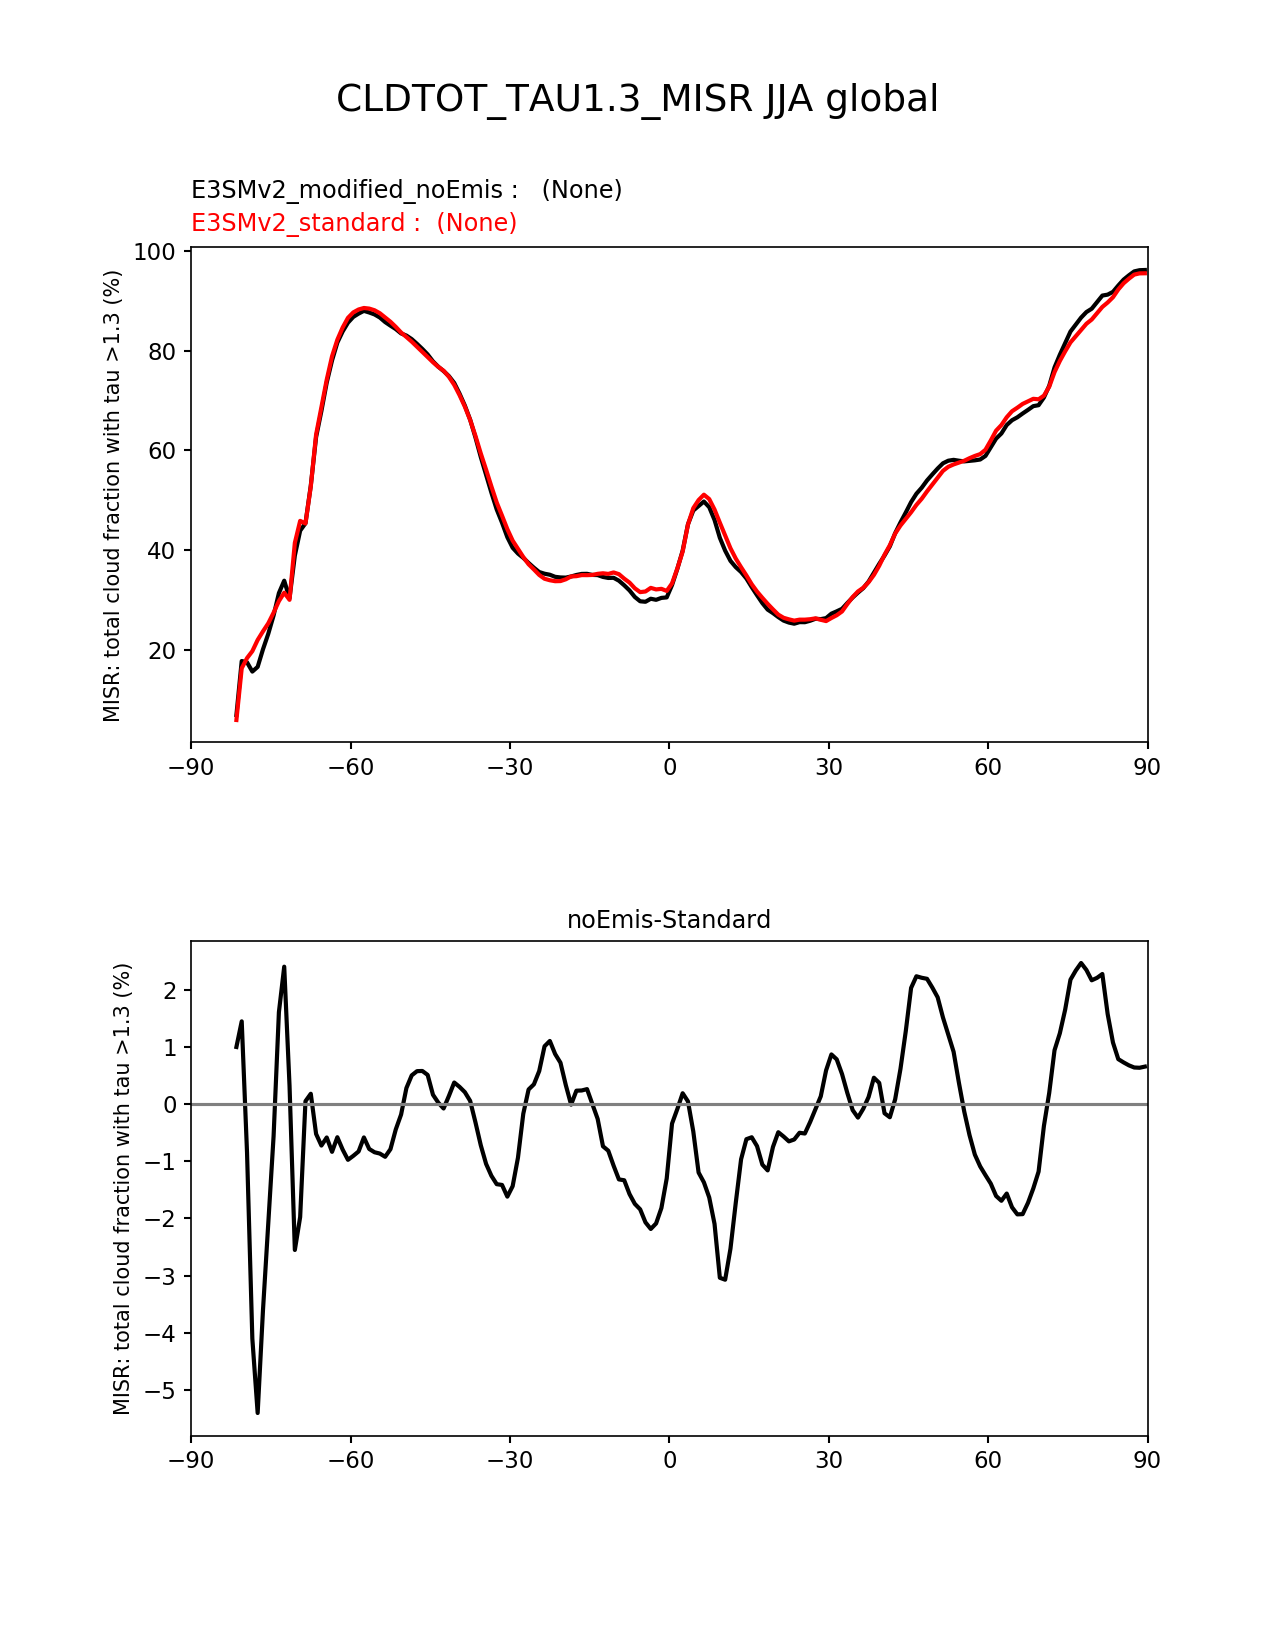 CLDTOT_TAU1.3_MISR JJA global
E3SMv2_modified_noEmis :   (None)
E3SMv2_standard :  (None)
MISR: total cloud fraction with tau >1.3 (%)
100
80
60
40
20
−90 −60 −30 0 30 60 90
noEmis-Standard
MISR: total cloud fraction with tau >1.3 (%)
2
1
0
−1
−2
−3
−4
−5
−90 −60 −30 0 30 60 90